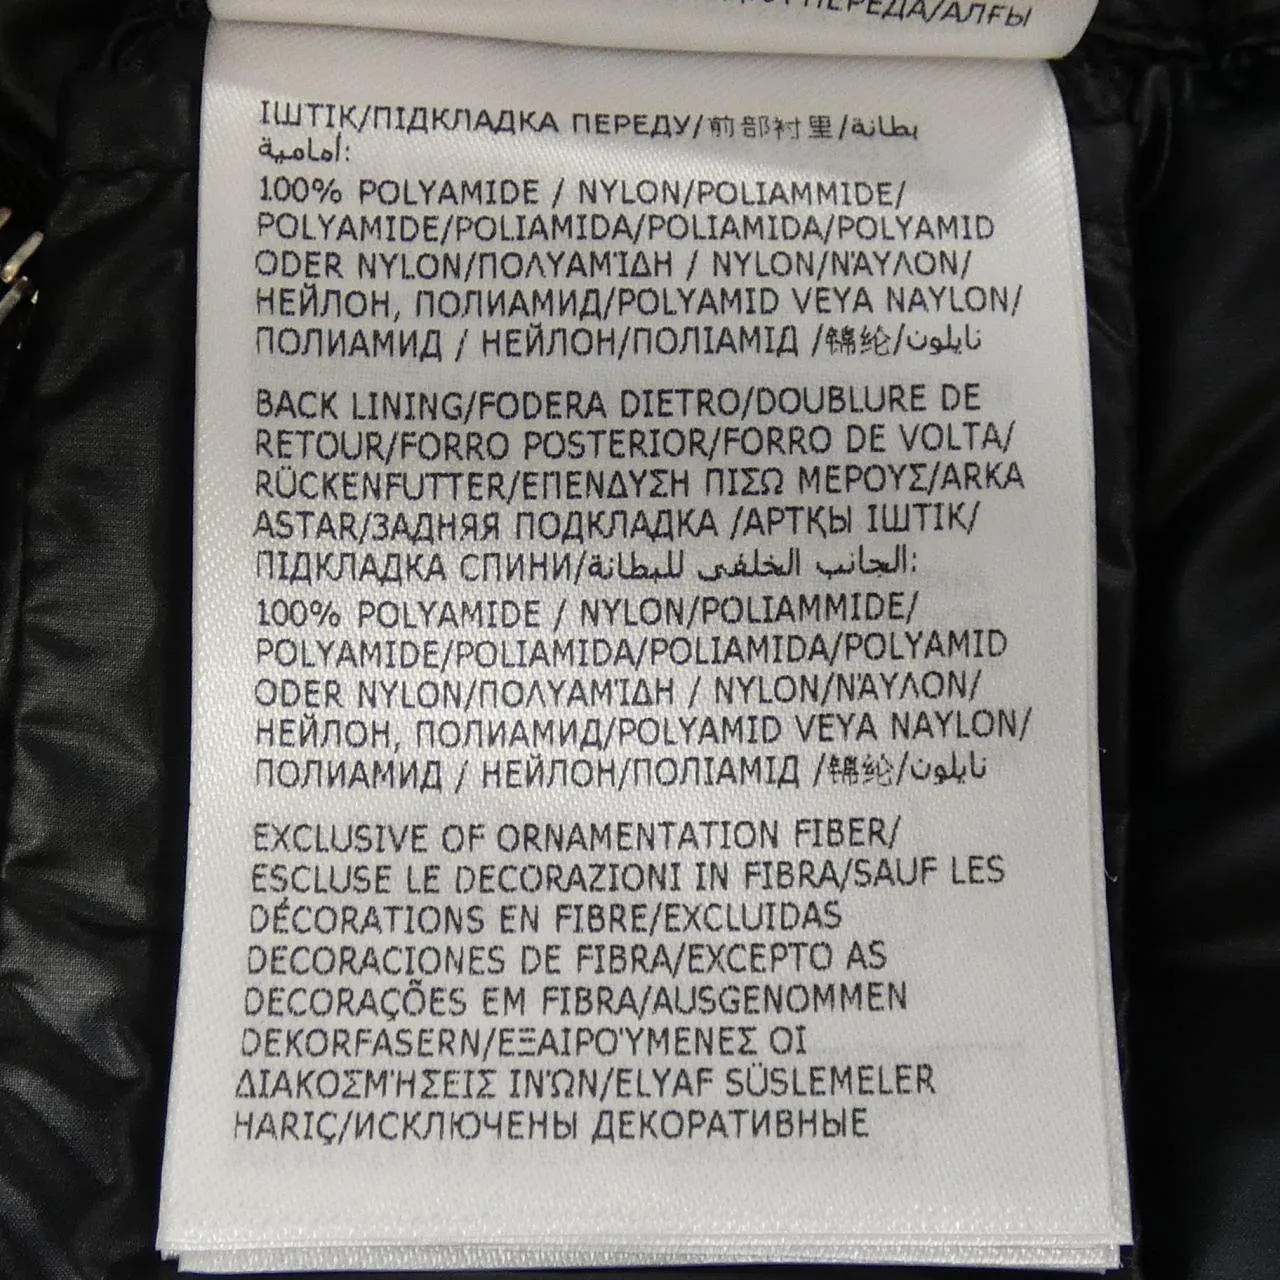 ПЕРЕДА/АЛҒЫ
ІШТІК/ПІДКЛАДКА ПЕРЕДУ/前部衬里/بطانة
أمامية:
100% POLYAMIDE / NYLON/POLIAMMIDE/
POLYAMIDE/POLIAMIDA/POLIAMIDA/POLYAMID
ODER NYLON/ΠΟΛΥΑΜΊΔΗ / NYLON/ΝΆΥΛΟΝ/
НЕЙЛОН, ПОЛИАМИД/POLYAMID VEYA NAYLON/
ПОЛИАМИД / НЕЙЛОН/ПОЛІАМІД /锦纶/نايلون
BACK LINING/FODERA DIETRO/DOUBLURE DE
RETOUR/FORRO POSTERIOR/FORRO DE VOLTA/
RÜCKENFUTTER/ΕΠΕΝΔΥΣΗ ΠΙΣΩ ΜΕΡΟΥΣ/ARKA
ASTAR/ЗАДНЯЯ ПОДКЛАДКА /АРТҚЫ ІШТІК/
ПІДКЛАДКА СПИНИ/الجانب الخلفي للبطانة:
100% POLYAMIDE / NYLON/POLIAMMIDE/
POLYAMIDE/POLIAMIDA/POLIAMIDA/POLYAMID
ODER NYLON/ΠΟΛΥΑΜΊΔΗ / NYLON/ΝΆΥΛΟΝ/
НЕЙЛОН, ПОЛИАМИД/POLYAMID VEYA NAYLON/
ПОЛИАМИД / НЕЙЛОН/ПОЛІАМІД /锦纶/نايلون
EXCLUSIVE OF ORNAMENTATION FIBER/
ESCLUSE LE DECORAZIONI IN FIBRA/SAUF LES
DÉCORATIONS EN FIBRE/EXCLUIDAS
DECORACIONES DE FIBRA/EXCEPTO AS
DECORAÇÕES EM FIBRA/AUSGENOMMEN
DEKORFASERN/ΕΞΑΙΡΟΎΜΕΝΕΣ ΟΙ
ΔΙΑΚΟΣΜΉΣΕΙΣ ΙΝΏΝ/ELYAF SÜSLEMELER
HARIÇ/ИСКЛЮЧЕНЫ ДЕКОРАТИВНЫЕ